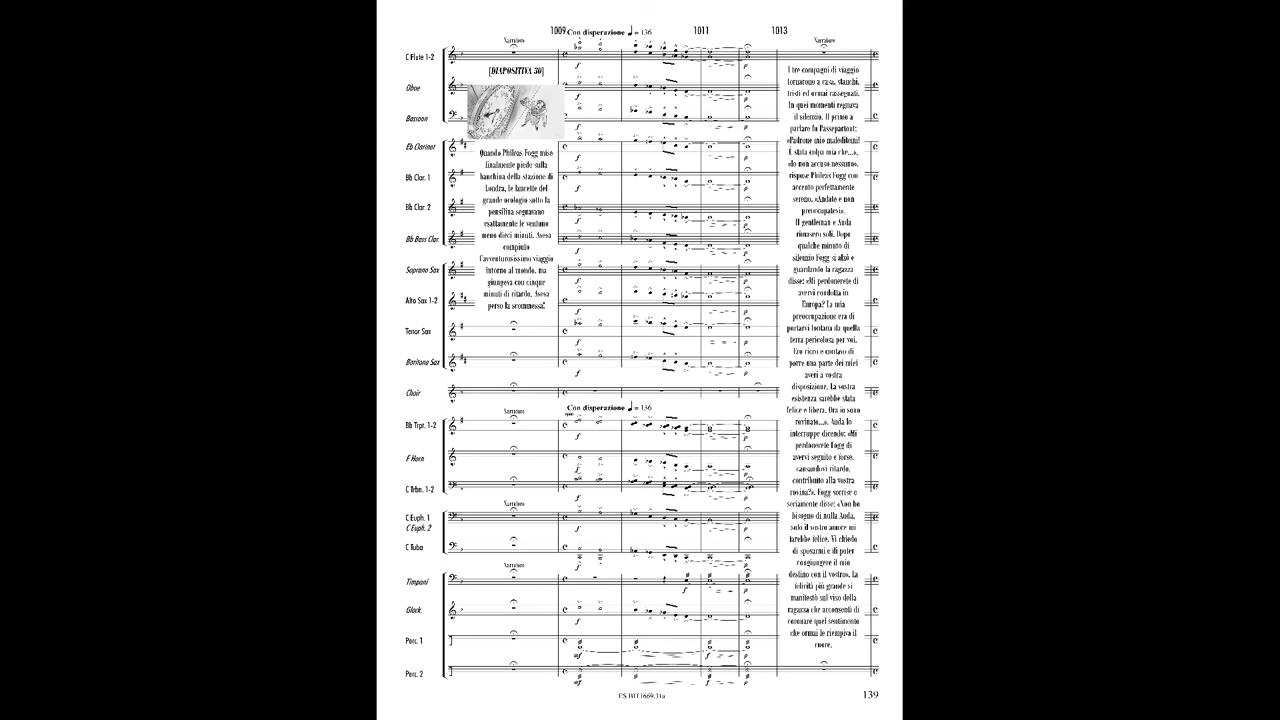 1009 Con disperazione ♩ = 136 1011 1013
Narratore Narratore
C Flute 1-2
f p
[DIAPOSITIVA 30]
Oboe
Bassoon
Eb Clarinet
Bb Clar. 1
Bb Clar. 2
Bb Bass Clar.
Soprano Sax
Alto Sax 1-2
Tenor Sax
Baritono Sax
Choir
Quando Phileas Fogg mise
finalmente piede sulla
banchina della stazione di
Londra, le lancette del
grande orologio sotto la
pensilina segnavano
esattamente le ventuno
meno dieci minuti. Aveva
compiuto
l'avventurosissimo viaggio
intorno al mondo, ma
giungeva con cinque
minuti di ritardo. Aveva
perso la scommessa!
Con disperazione ♩ = 136
Narratore
Bb Trpt. 1-2
F Horn
C Trbn. 1-2
Narratore
C Euph. 1
C Euph. 2
C Tuba
Narratore
Timpani
Glock.
Perc. 1
mf f p
Perc. 2
mf f p
I tre compagni di viaggio
tornarono a casa, stanchi,
tristi ed ormai rassegnati.
In quei momenti regnava
il silenzio. Il primo a
parlare fu Passepartout:
«Padrone mio maleditemi!
È stata colpa mia che...».
«Io non accuso nessuno»,
rispose Phileas Fogg con
accento perfettamente
sereno. «Andate e non
preoccupatevi».
Il gentleman e Auda
rimasero soli. Dopo
qualche minuto di
silenzio Fogg si alzò e
guardando la ragazza
disse: «Mi perdonerete di
avervi condotta in
Europa? La mia
preoccupazione era di
portarvi lontana da quella
terra pericolosa per voi.
Ero ricco e contavo di
porre una parte dei miei
averi a vostra
disposizione. La vostra
esistenza sarebbe stata
felice e libera. Ora io sono
rovinato...». Auda lo
interruppe dicendo: «Mi
perdonerete Fogg di
avervi seguito e forse,
causandovi ritardo,
contribuito alla vostra
rovina?». Fogg sorrise e
seriamente disse: «Non ho
bisogno di nulla Auda,
solo il vostro amore mi
farebbe felice. Vi chiedo
di sposarmi e di poter
congiungere il mio
destino con il vostro». La
felicità più grande si
manifestò sul viso della
ragazza che acconsentì di
coronare quel sentimento
che ormai le riempiva il
cuore.
139